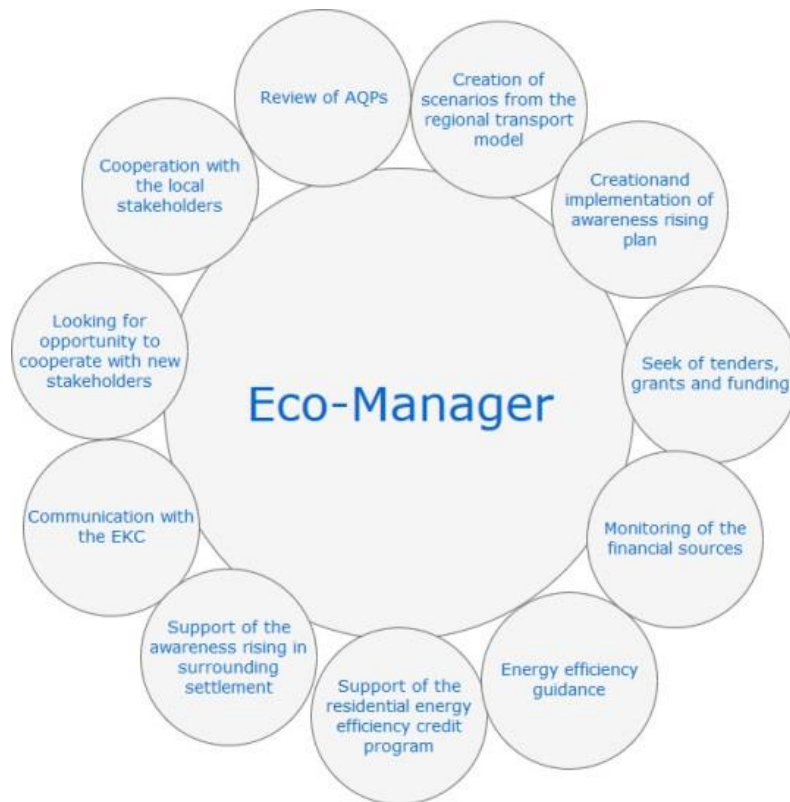 Review of AQPs
Creation of
scenarios from the
regional transport
model
Creationand
implementation of
awareness rising
plan
Seek of tenders,
grants and funding
Monitoring of the
financial sources
Energy efficiency
guidance
Support of the
residential energy
efficiency credit
program
Support of the
awareness rising in
surrounding
settlement
Communication with
the EKC
Looking for
opportunity to
cooperate with new
stakeholders
Cooperation with
the local
stakeholders
Eco-Manager